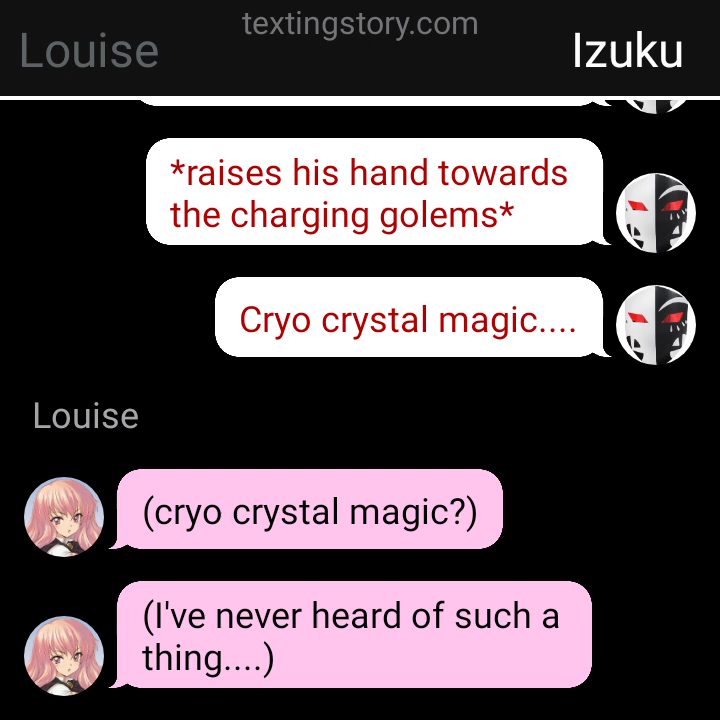 textingstory.com
Louise
Izuku
*raises his hand towards
the charging golems*
Cryo crystal magic....
Louise
(cryo crystal magic?)
(I've never heard of such a
thing....)